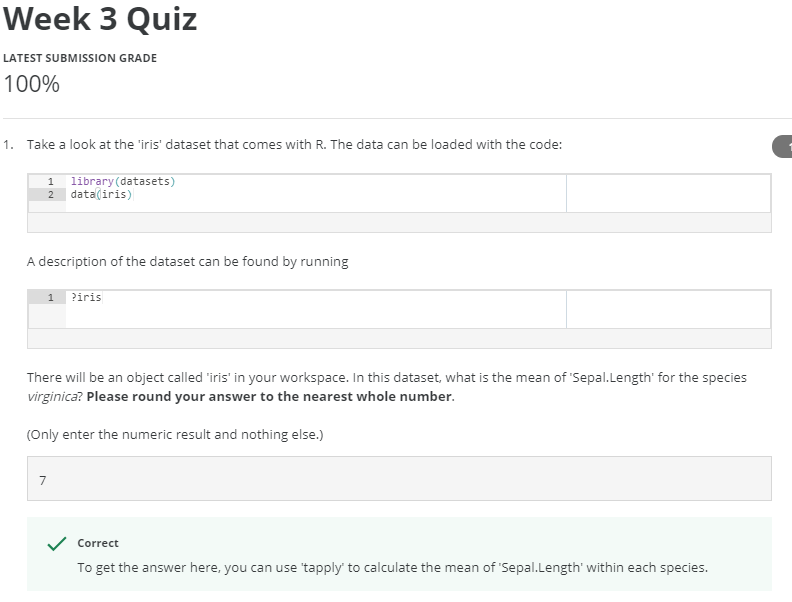 Week 3 Quiz
LATEST SUBMISSION GRADE
100%
1. Take a look at the 'iris' dataset that comes with R. The data can be loaded with the code:
1 library(datasets)
2 data(iris)
A description of the dataset can be found by running
1 ?iris
There will be an object called 'iris' in your workspace. In this dataset, what is the mean of 'Sepal.Length' for the species
virginica? Please round your answer to the nearest whole number.
(Only enter the numeric result and nothing else.)
7
Correct
To get the answer here, you can use 'tapply' to calculate the mean of 'Sepal.Length' within each species.